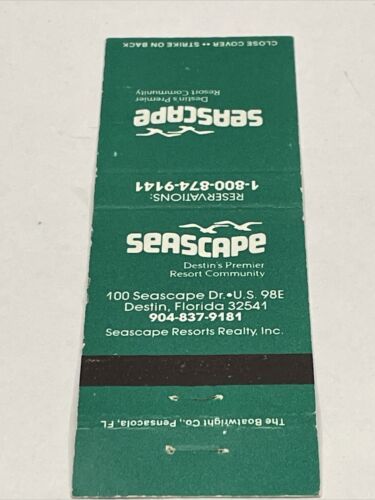 CLOSE COVER •• STRIKE ON BACK
Destin's Premier
Resort Community
SEASCAPE
RESERVATIONS:
1-800-874-9141
SEASCAPE
Destin's Premier
Resort Community
100 Seascape Dr.•U.S. 98E
Destin, Florida 32541
904-837-9181
Seascape Resorts Realty, Inc.
The Boatwright Co., Pensacola, FL